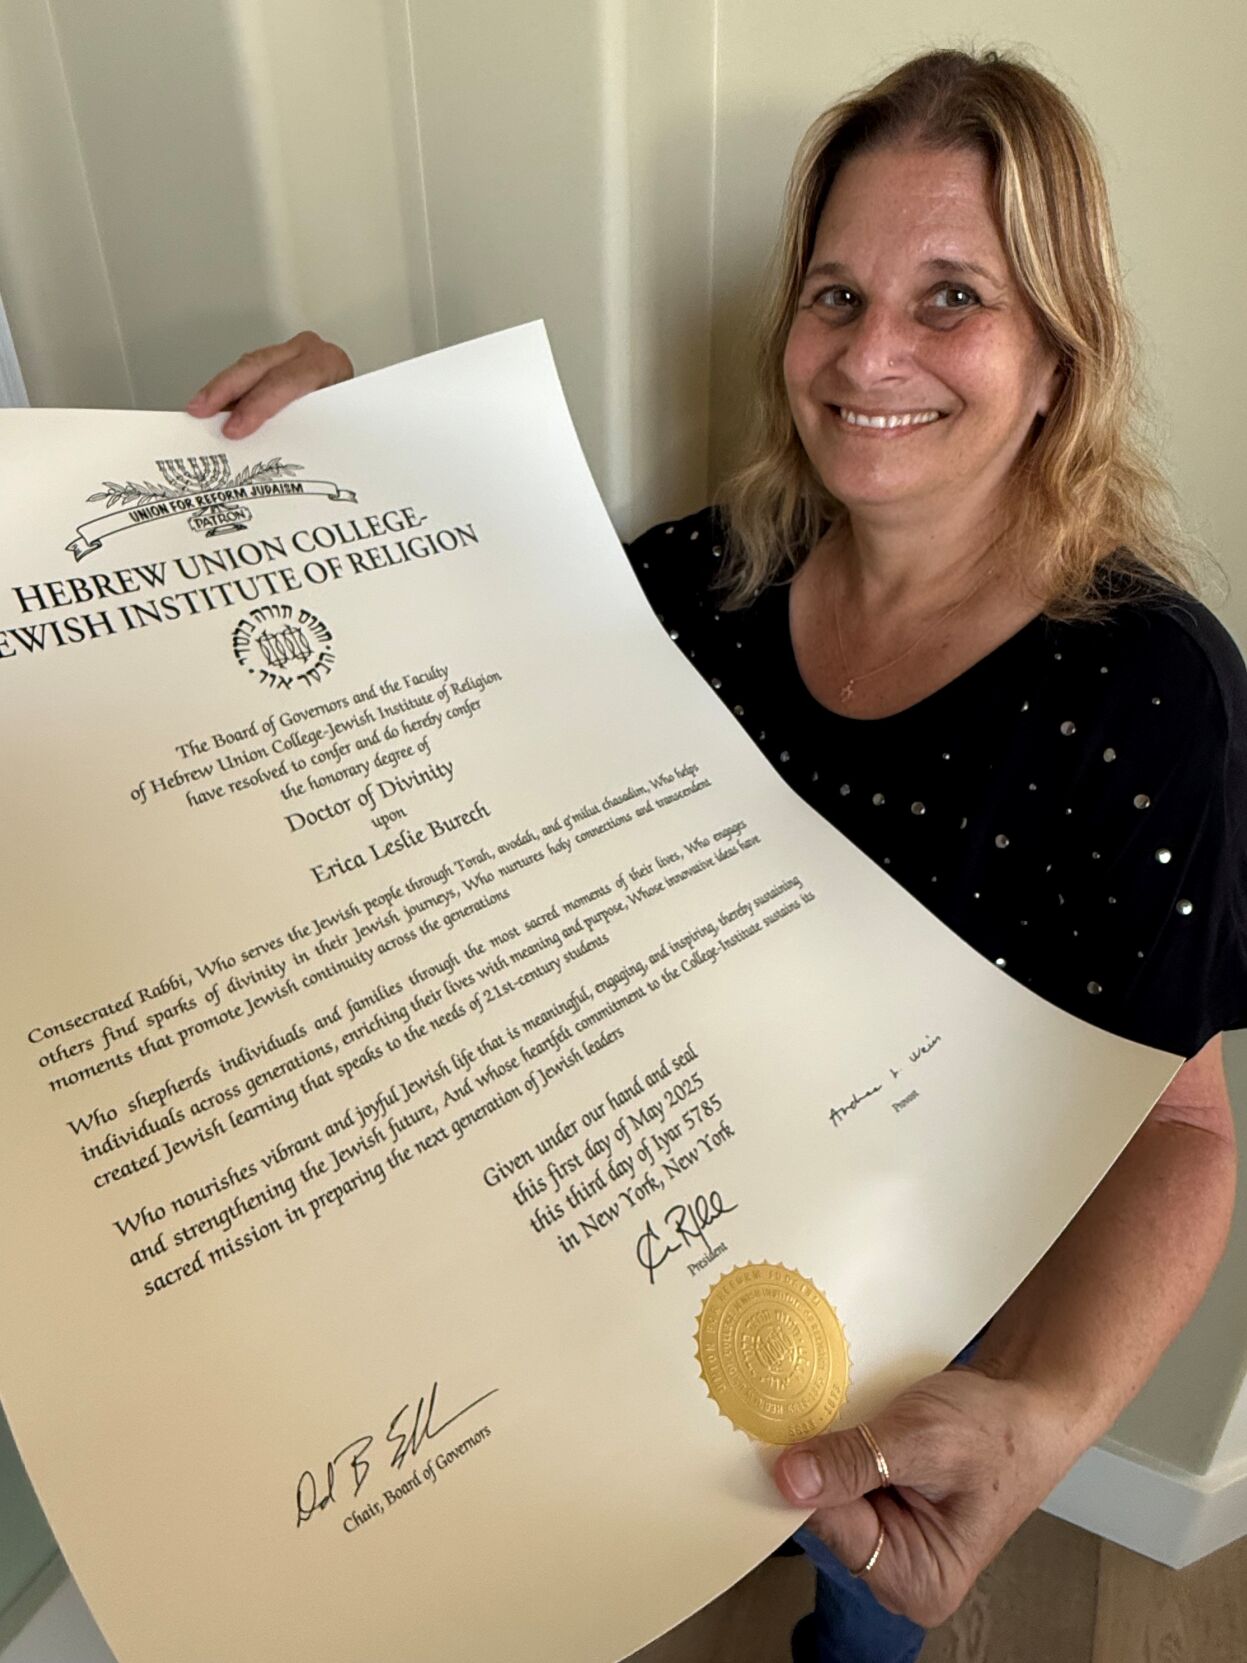 UNION FOR REFORM JUDAISM
PATRON
HEBREW UNION COLLEGE-
EWISH INSTITUTE OF RELIGION
The Board of Governors and the Faculty
of Hebrew Union College-Jewish Institute of Religion
have resolved to confer and do hereby confer
the honorary degree of
Doctor of Divinity
upon
Erica Leslie Burech
Consecrated Rabbi, Who serves the Jewish people through Torah, avodah, and g'milut chasadim, Who helps
others find sparks of divinity in their Jewish journeys, Who nurtures holy connections and transcendent
moments that promote Jewish continuity across the generations
Who shepherds individuals and families through the most sacred moments of their lives, Who engages
individuals across generations, enriching their lives with meaning and purpose, Whose innovative ideas have
created Jewish learning that speaks to the needs of 21st-century students
Who nourishes vibrant and joyful Jewish life that is meaningful, engaging, and inspiring, thereby sustaining
and strengthening the Jewish future, And whose heartfelt commitment to the College-Institute sustains its
sacred mission in preparing the next generation of Jewish leaders
Given under our hand and seal
this first day of May 2025
this third day of Iyar 5785
in New York, New York
President
Andrea L Wein
Provost
Chair, Board of Governors
UNION FOR REFORM JUDAISM